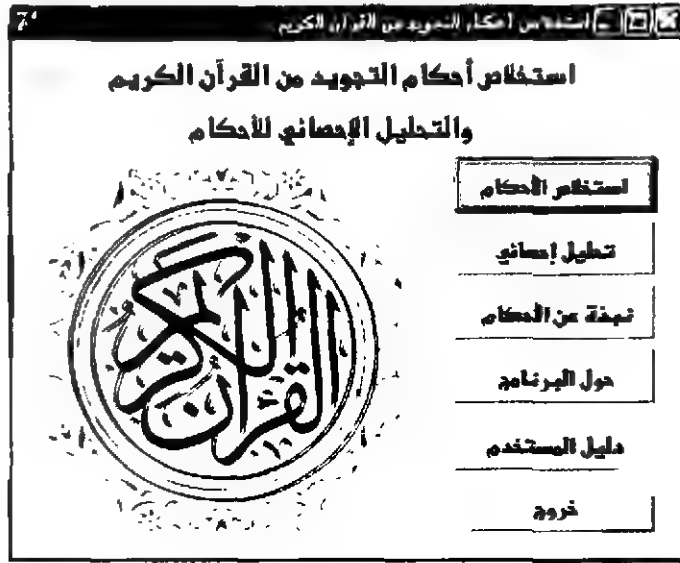 استخلاص أحكام التجويد من القرآن الكريم
استخلاص أحكام التجويد من القرآن الكريم
والتحليل الإحصائي للأحكام
استخلاص الأحكام
تحليل إحصائي
نبذة عن الأحكام
حول البرنامج
دليل المستخدم
خروج
القرآن الكريم